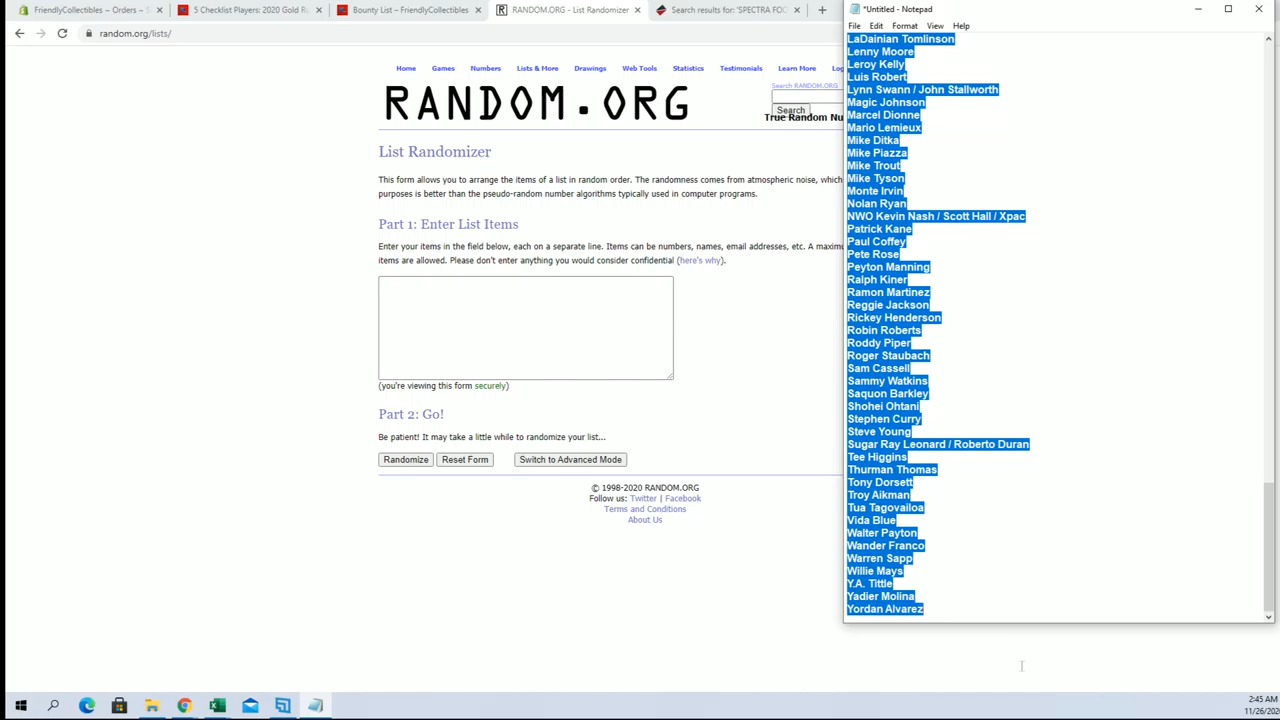 FriendlyCollectibles ~ Orders ~ S
5 Checklist Players: 2020 Gold R
Bounty List – FriendlyCollectibles
RANDOM.ORG - List Randomizer
Search results for: 'SPECTRA FOO
random.org/lists/
Home Games Numbers Lists & More Drawings Web Tools Statistics Testimonials Learn More Log
Search RANDOM.ORG
RANDOM.ORG
Search
True Random Nu
List Randomizer
This form allows you to arrange the items of a list in random order. The randomness comes from atmospheric noise, which
purposes is better than the pseudo-random number algorithms typically used in computer programs.
Part 1: Enter List Items
Enter your items in the field below, each on a separate line. Items can be numbers, names, email addresses, etc. A maximu
items are allowed. Please don't enter anything you would consider confidential (here's why).
(you're viewing this form securely)
Part 2: Go!
Be patient! It may take a little while to randomize your list...
Randomize Reset Form Switch to Advanced Mode
© 1998-2020 RANDOM.ORG
Follow us: Twitter | Facebook
Terms and Conditions
About Us
*Untitled - Notepad
File Edit Format View Help
LaDainian Tomlinson
Lenny Moore
Leroy Kelly
Luis Robert
Lynn Swann / John Stallworth
Magic Johnson
Marcel Dionne
Mario Lemieux
Mike Ditka
Mike Piazza
Mike Trout
Mike Tyson
Monte Irvin
Nolan Ryan
NWO Kevin Nash / Scott Hall / Xpac
Patrick Kane
Paul Coffey
Pete Rose
Peyton Manning
Ralph Kiner
Ramon Martinez
Reggie Jackson
Rickey Henderson
Robin Roberts
Roddy Piper
Roger Staubach
Sam Cassell
Sammy Watkins
Saquon Barkley
Shohei Ohtani
Stephen Curry
Steve Young
Sugar Ray Leonard / Roberto Duran
Tee Higgins
Thurman Thomas
Tony Dorsett
Troy Aikman
Tua Tagovailoa
Vida Blue
Walter Payton
Wander Franco
Warren Sapp
Willie Mays
Y.A. Tittle
Yadier Molina
Yordan Alvarez
2:45 AM
11/26/202